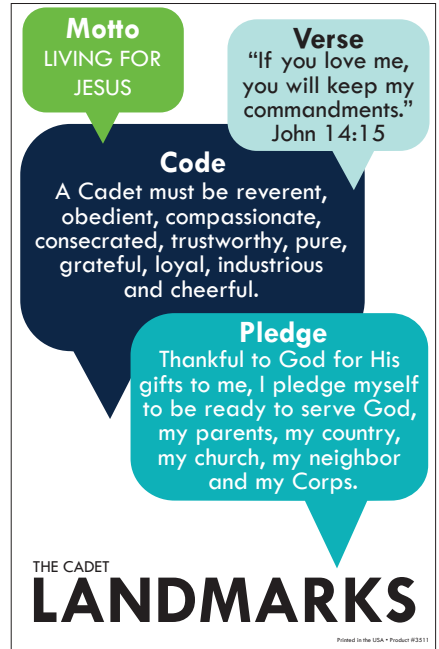 Motto
LIVING FOR
JESUS
Verse
“If you love me,
you will keep my
commandments.”
John 14:15
Code
A Cadet must be reverent,
obedient, compassionate,
consecrated, trustworthy, pure,
grateful, loyal, industrious
and cheerful.
Pledge
Thankful to God for His
gifts to me, I pledge myself
to be ready to serve God,
my parents, my country,
my church, my neighbor
and my Corps.
THE CADET
LANDMARKS
Printed in the USA • Product #3511